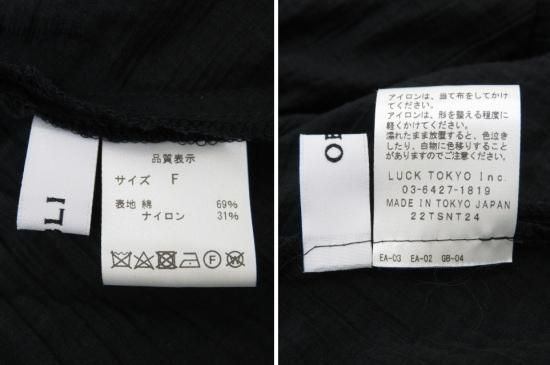 品質表示
サイズ F
表地 綿 69%
ナイロン 31%
LI
OB
アイロンは、当て布をしてかけ
てください。
アイロンは、形を整える程度に
軽くかけてください。
濡れたまま放置すると、色泣き
したり、白物に色移りすること
がありますのでご注意ください。
LUCK TOKYO Inc.
03-6427-1819
MADE IN TOKYO JAPAN
22TSNT24
EA-03 EA-02 GB-04